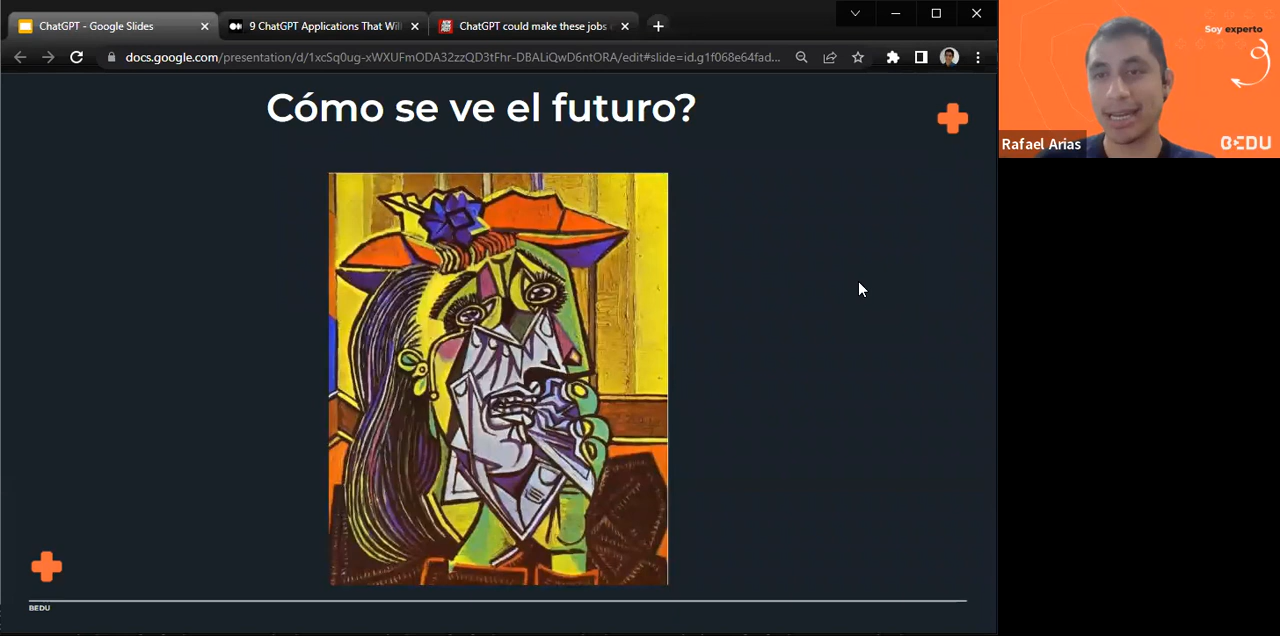 ChatGPT - Google Slides
9 ChatGPT Applications That Will
ChatGPT could make these jobs
docs.google.com/presentation/d/1xcSq0ug-xWXUFmODA32zzQD3tFhr-DBALiQwD6ntORA/edit#slide=id.g1f068e64fad...
Cómo se ve el futuro?
BEDU
Soy experto
Rafael Arias
BEDU